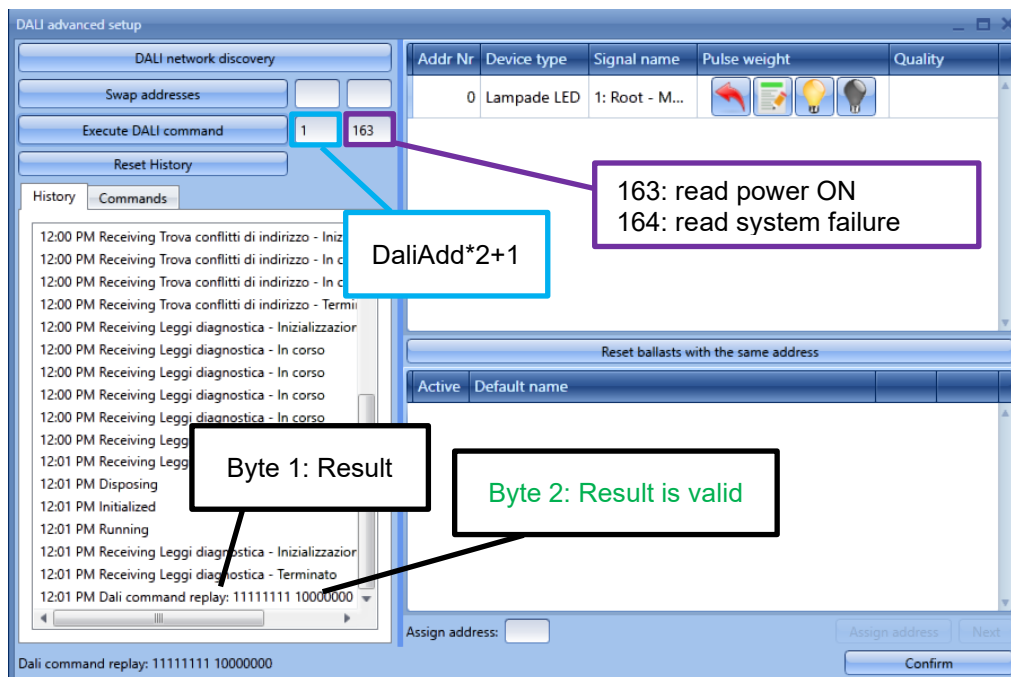 DALI advanced setup
DALI network discovery
Swap addresses
Execute DALI command 1 163
Reset History
History Commands
12:00 PM Receiving Trova conflitti di indirizzo - Iniz
12:00 PM Receiving Trova conflitti di indirizzo - In c
12:00 PM Receiving Trova conflitti di indirizzo - In c
12:00 PM Receiving Trova conflitti di indirizzo - Termi
12:00 PM Receiving Leggi diagnostica - Inizializzazior
12:00 PM Receiving Leggi diagnostica - In corso
12:00 PM Receiving Leggi diagnostica - In corso
12:00 PM Receiving Leggi diagnostica - In corso
12:00 PM Receiving Leggi diagnostica - In corso
12:00 PM Receiving Legg
12:01 PM Receiving Legg
12:01 PM Disposing
12:01 PM Initialized
12:01 PM Running
12:01 PM Receiving Leggi diagnostica - Inizializzazior
12:01 PM Receiving Leggi diagnostica - Terminato
12:01 PM Dali command replay: 11111111 10000000
Dali command replay: 11111111 10000000
DaliAdd*2+1
Byte 1: Result
Byte 2: Result is valid
163: read power ON
164: read system failure
Addr Nr Device type Signal name Pulse weight Quality
0 Lampade LED 1: Root - M...
Reset ballasts with the same address
Active Default name
Assign address:
Assign address Next
Confirm